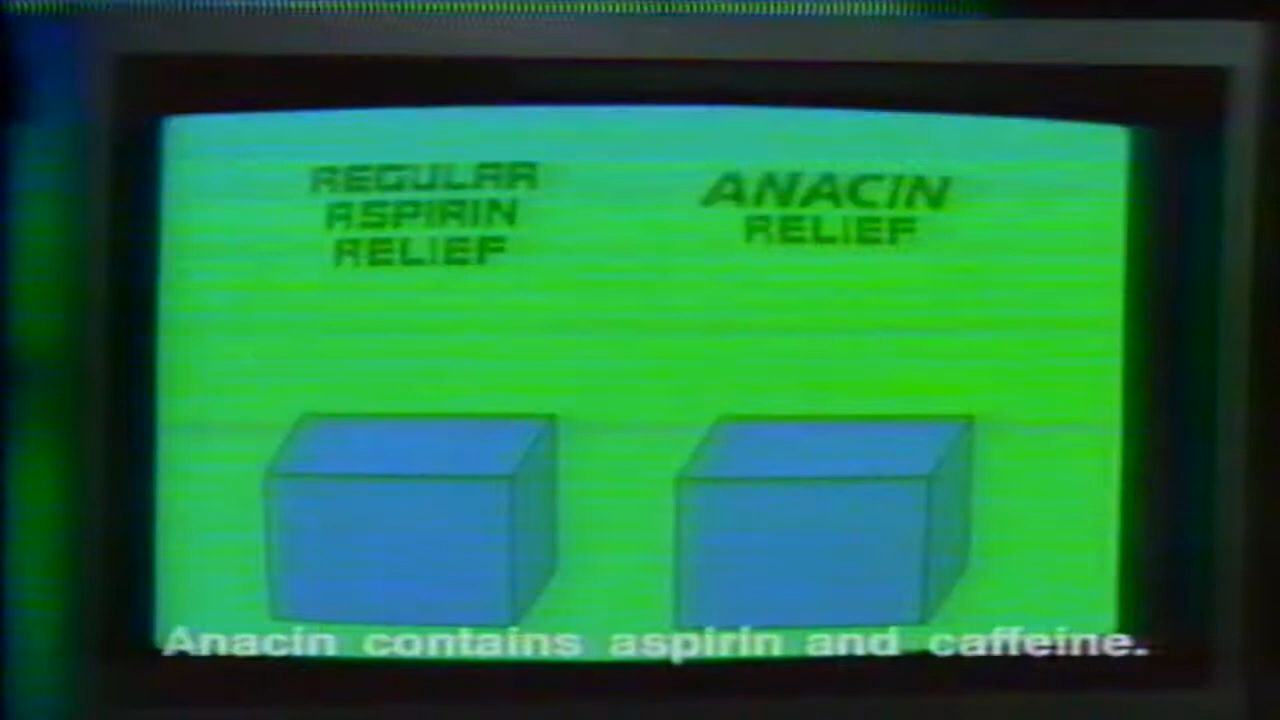 REGULAR
ASPIRIN
RELIEF
ANACIN
RELIEF
Anacin contains aspirin and caffeine.